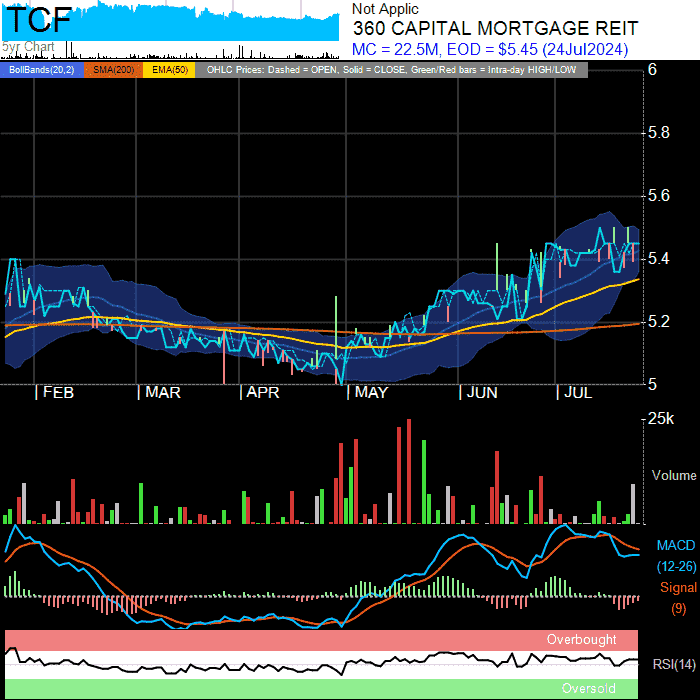 TCF
5yr Chart
Not Applic
360 CAPITAL MORTGAGE REIT
MC = 22.5M, EOD = $5.45 (24Jul2024)
BollBands(20,2) SMA(200) EMA(50) OHLC Prices: Dashed = OPEN, Solid = CLOSE, Green/Red bars = Intra-day HIGH/LOW
6
5.8
5.6
5.4
5.2
5
FEB MAR APR MAY JUN JUL
25k
Volume
MACD
(12-26)
Signal
(9)
Overbought
RSI(14)
Oversold